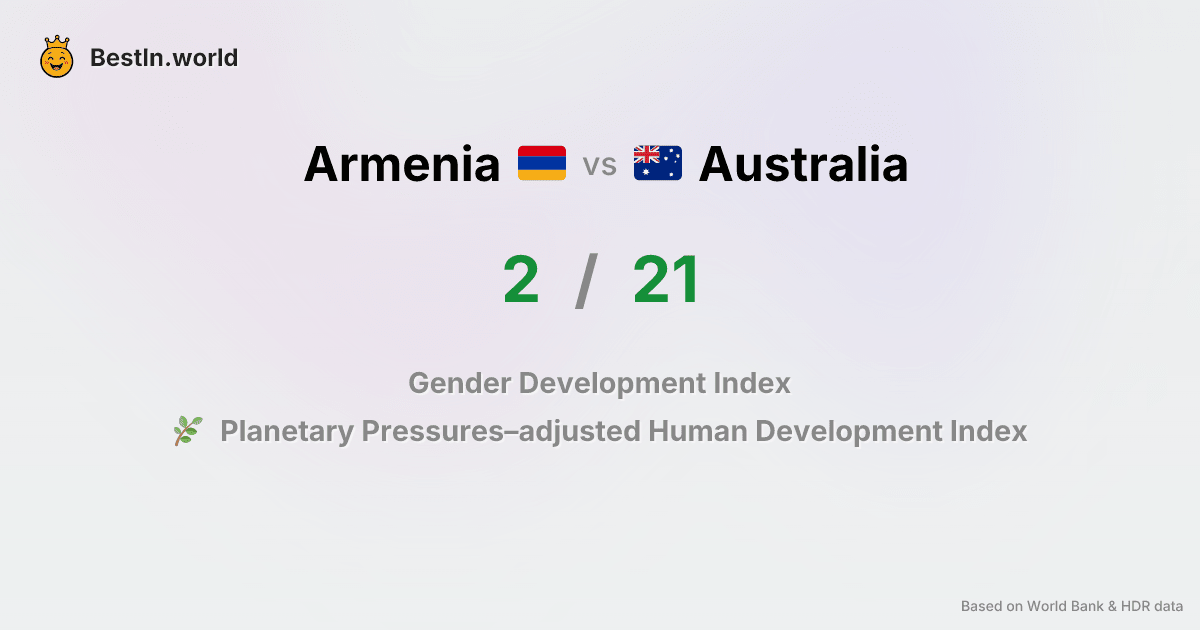 BestIn.world
Armenia vs Australia
2 / 21
Gender Development Index
Planetary Pressures–adjusted Human Development Index
Based on World Bank & HDR data